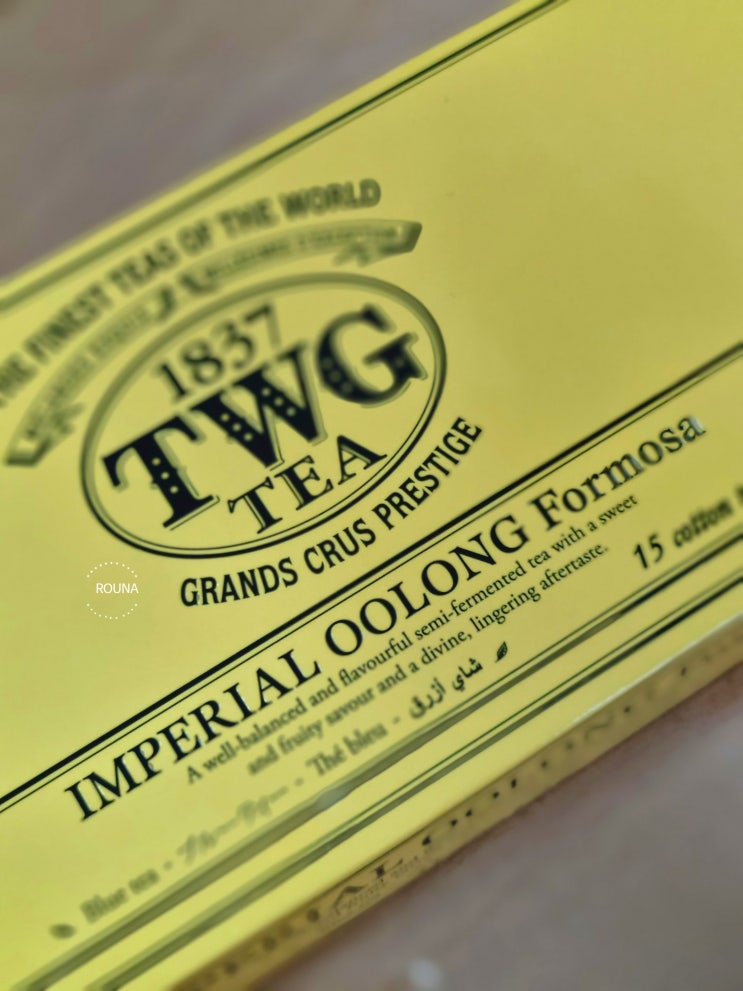 THE FINEST TEAS OF THE WORLD
1837
TWG
TEA
GRANDS CRUS PRESTIGE
ROUNA
IMPERIAL OOLONG Formosa
A well-balanced and flavourful semi-fermented tea with a sweet
and fruity savour and a divine, lingering aftertaste.
15 cotton
Blue tea - Thé bleu - شاي أزرق